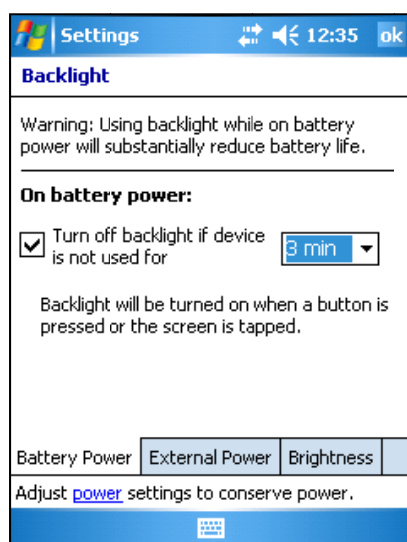 Settings 12:35 ok
Backlight
Warning: Using backlight while on battery
power will substantially reduce battery life.
On battery power:
Turn off backlight if device
is not used for
3 min
Backlight will be turned on when a button is
pressed or the screen is tapped.
Battery Power External Power Brightness
Adjust power settings to conserve power.